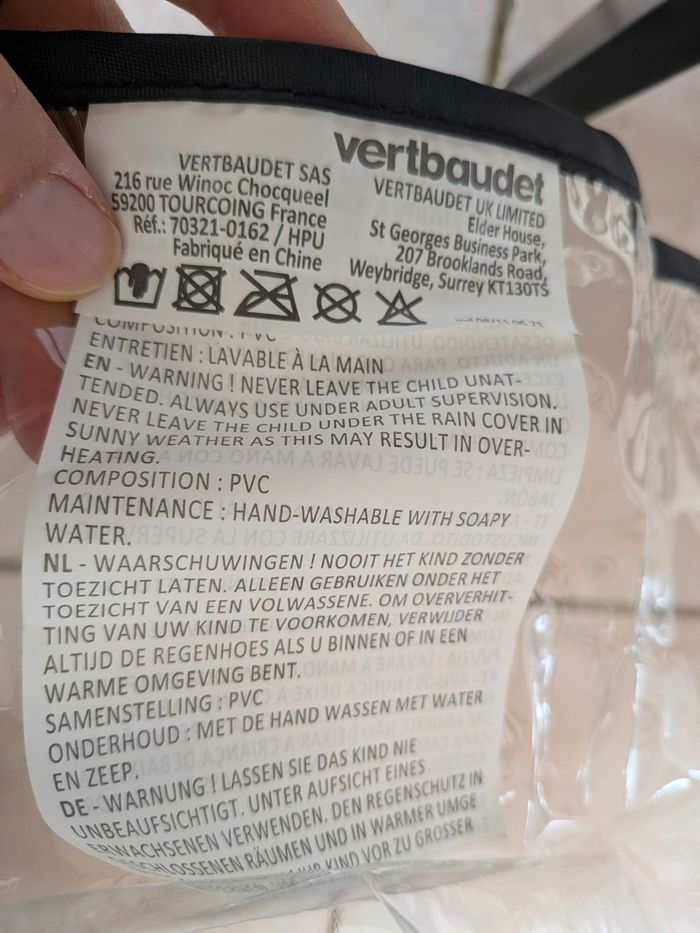 vertbaudet
VERTBAUDET SAS
216 rue Winoc Chocqueel
59200 TOURCOING France
Réf.: 70321-0162 / HPU
Fabriqué en Chine
VERTBAUDET UK LIMITED
Elder House,
St Georges Business Park,
207 Brooklands Road,
Weybridge, Surrey KT130TS
COMPOSITION : PVC
ENTRETIEN : LAVABLE À LA MAIN
EN - WARNING ! NEVER LEAVE THE CHILD UNAT-
TENDED. ALWAYS USE UNDER ADULT SUPERVISION.
NEVER LEAVE THE CHILD UNDER THE RAIN COVER IN
SUNNY WEATHER AS THIS MAY RESULT IN OVER-
HEATING.
COMPOSITION : PVC
MAINTENANCE : HAND-WASHABLE WITH SOAPY
WATER.
NL - WAARSCHUWINGEN ! NOOIT HET KIND ZONDER
TOEZICHT LATEN. ALLEEN GEBRUIKEN ONDER HET
TOEZICHT VAN EEN VOLWASSENE. OM OVERVERHIT-
TING VAN UW KIND TE VOORKOMEN, VERWIJDER
ALTIJD DE REGENHOES ALS U BINNEN OF IN EEN
WARME OMGEVING BENT.
SAMENSTELLING : PVC
ONDERHOUD : MET DE HAND WASSEN MET WATER
EN ZEEP.
DE - WARNUNG ! LASSEN SIE DAS KIND NIE
UNBEAUFSICHTIGT. UNTER AUFSICHT EINES
ERWACHSENEN VERWENDEN. DEN REGENSCHUTZ IN
UND IN WARMER UMGE
KIND VOR ZU GROSSER